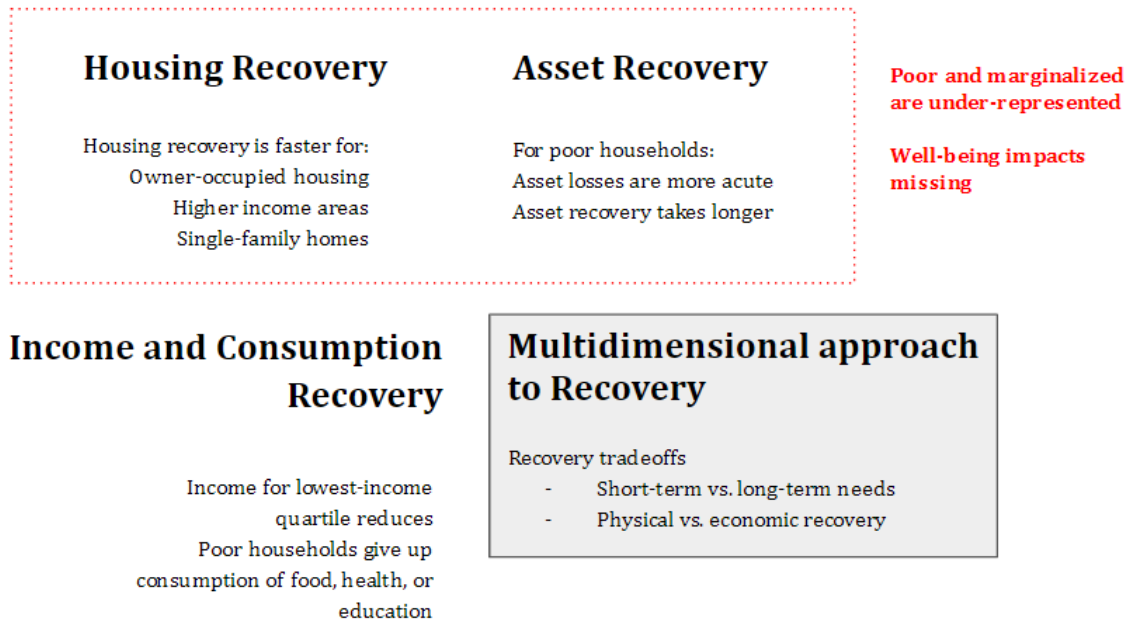 Housing Recovery
Housing recovery is faster for:
Owner-occupied housing
Higher income areas
Single-family homes
Asset Recovery
For poor households:
Asset losses are more acute
Asset recovery takes longer
Poor and marginalized
are under-represented
Well-being impacts
missing
Income and Consumption
Recovery
Income for lowest-income
quartile reduces
Poor households give up
consumption of food, health, or
education
Multidimensional approach
to Recovery
Recovery tradeoffs
- Short-term vs. long-term needs
- Physical vs. economic recovery